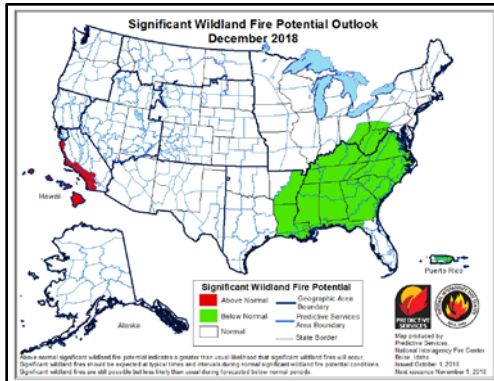 Significant Wildland Fire Potential Outlook
December 2018
Hawaii
Alaska
Puerto Rico
Significant Wildland Fire Potential
Above Normal
Below Normal
Normal
Geographic Area
Boundary
Predictive Services
Area Boundary
State Border
PREDICTIVE
SERVICES
Map produced by
Predictive Services,
National Interagency Fire Center
Boise, Idaho
Issued October 1, 2018
Next issuance November 1, 2018
Above normal significant wildland fire potential indicates a greater than usual likelihood that significant wildland fires will occur.
Significant wildland fires should be expected at typical times and intervals during normal significant wildland fire potential conditions.
Significant wildland fires are still possible but less likely than usual during forecasted below normal periods.